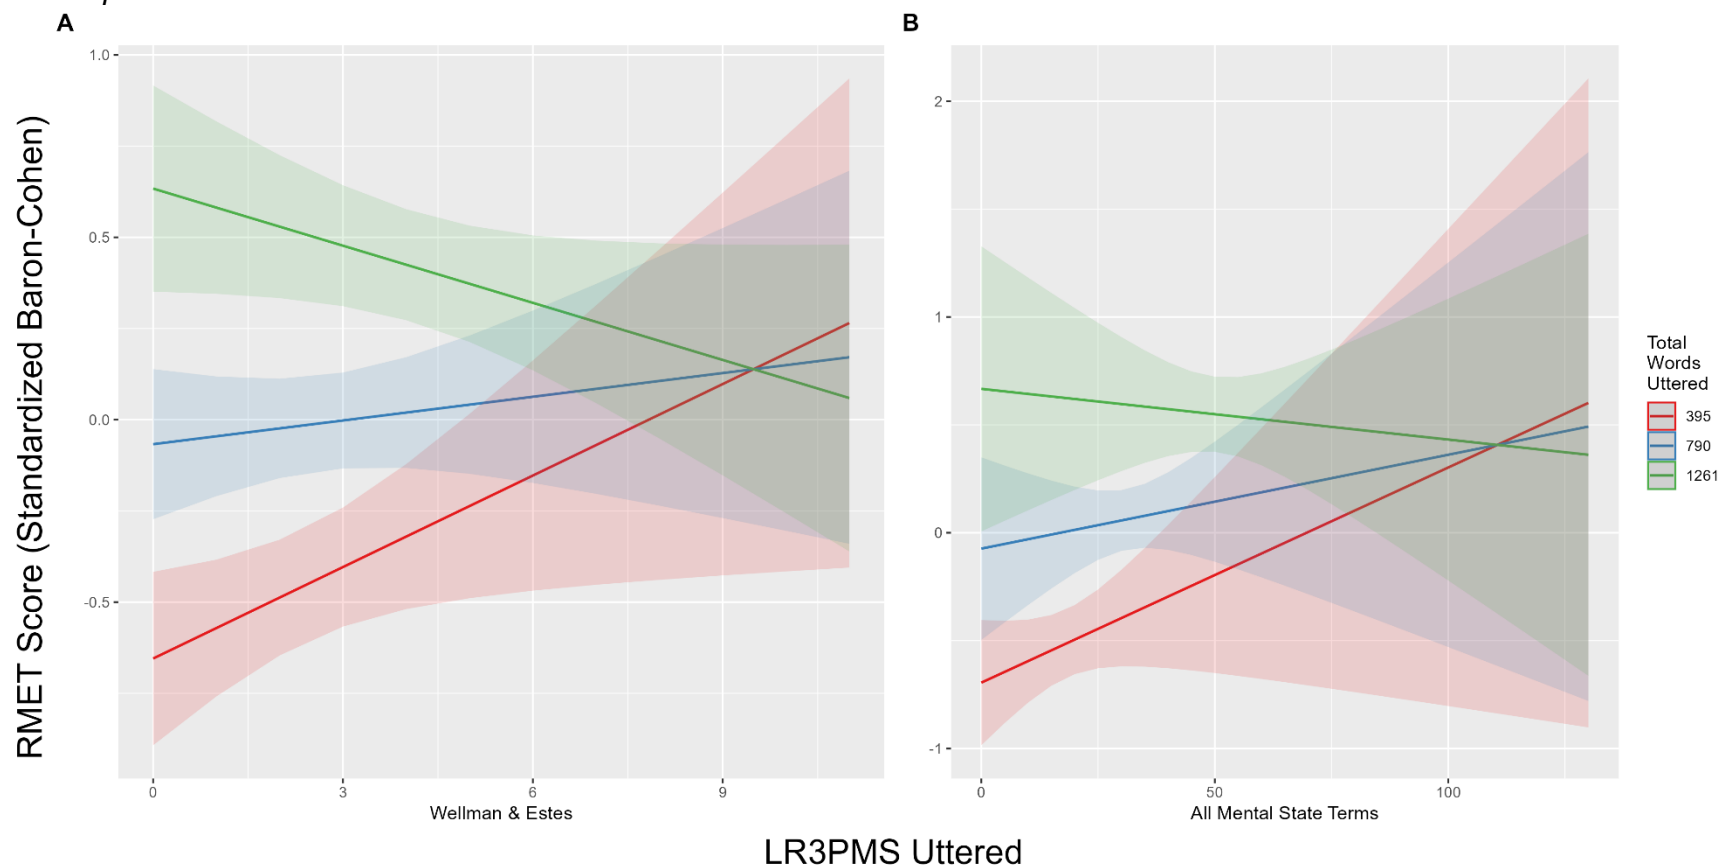 A
B
RMET Score (Standardized Baron-Cohen)
1.0
0.5
0.0
-0.5
0
3
6
9
Wellman & Estes
2
1
0
-1
0
50
100
All Mental State Terms
LR3PMS Uttered
Total
Words
Uttered
395
790
1261